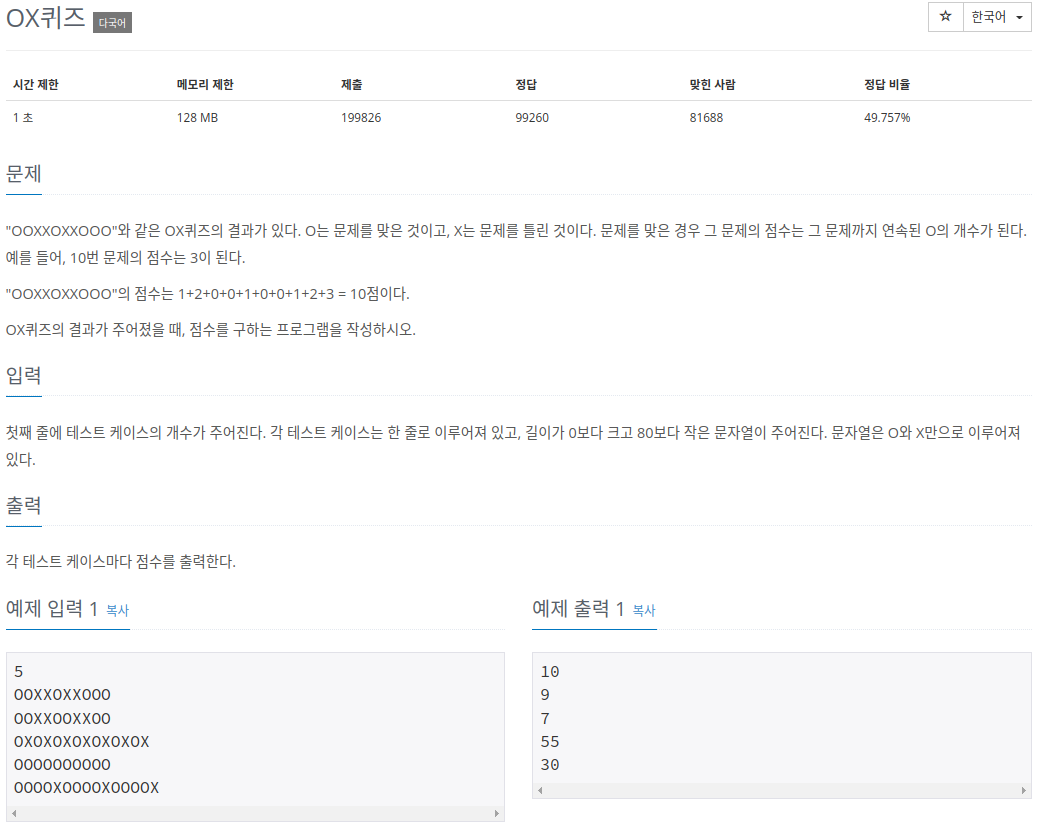 OX퀴즈 다국어
☆ 한국어
시간 제한 메모리 제한 제출 정답 맞힌 사람 정답 비율
1 초 128 MB 199826 99260 81688 49.757%
문제
"OOXXOXXOOO"와 같은 OX퀴즈의 결과가 있다. O는 문제를 맞은 것이고, X는 문제를 틀린 것이다. 문제를 맞은 경우 그 문제의 점수는 그 문제까지 연속된 O의 개수가 된다.
예를 들어, 10번 문제의 점수는 3이 된다.
"OOXXOXXOOO"의 점수는 1+2+0+0+1+0+0+1+2+3 = 10점이다.
OX퀴즈의 결과가 주어졌을 때, 점수를 구하는 프로그램을 작성하시오.
입력
첫째 줄에 테스트 케이스의 개수가 주어진다. 각 테스트 케이스는 한 줄로 이루어져 있고, 길이가 0보다 크고 80보다 작은 문자열이 주어진다. 문자열은 O와 X만으로 이루어져
있다.
출력
각 테스트 케이스마다 점수를 출력한다.
예제 입력 1 복사
5
OOXXOXXOOO
OOXXOOXXOO
OXOXOXOXOXOXOX
OOOOOOOOOO
OOOOXOOOOXOOOOX
예제 출력 1 복사
10
9
7
55
30